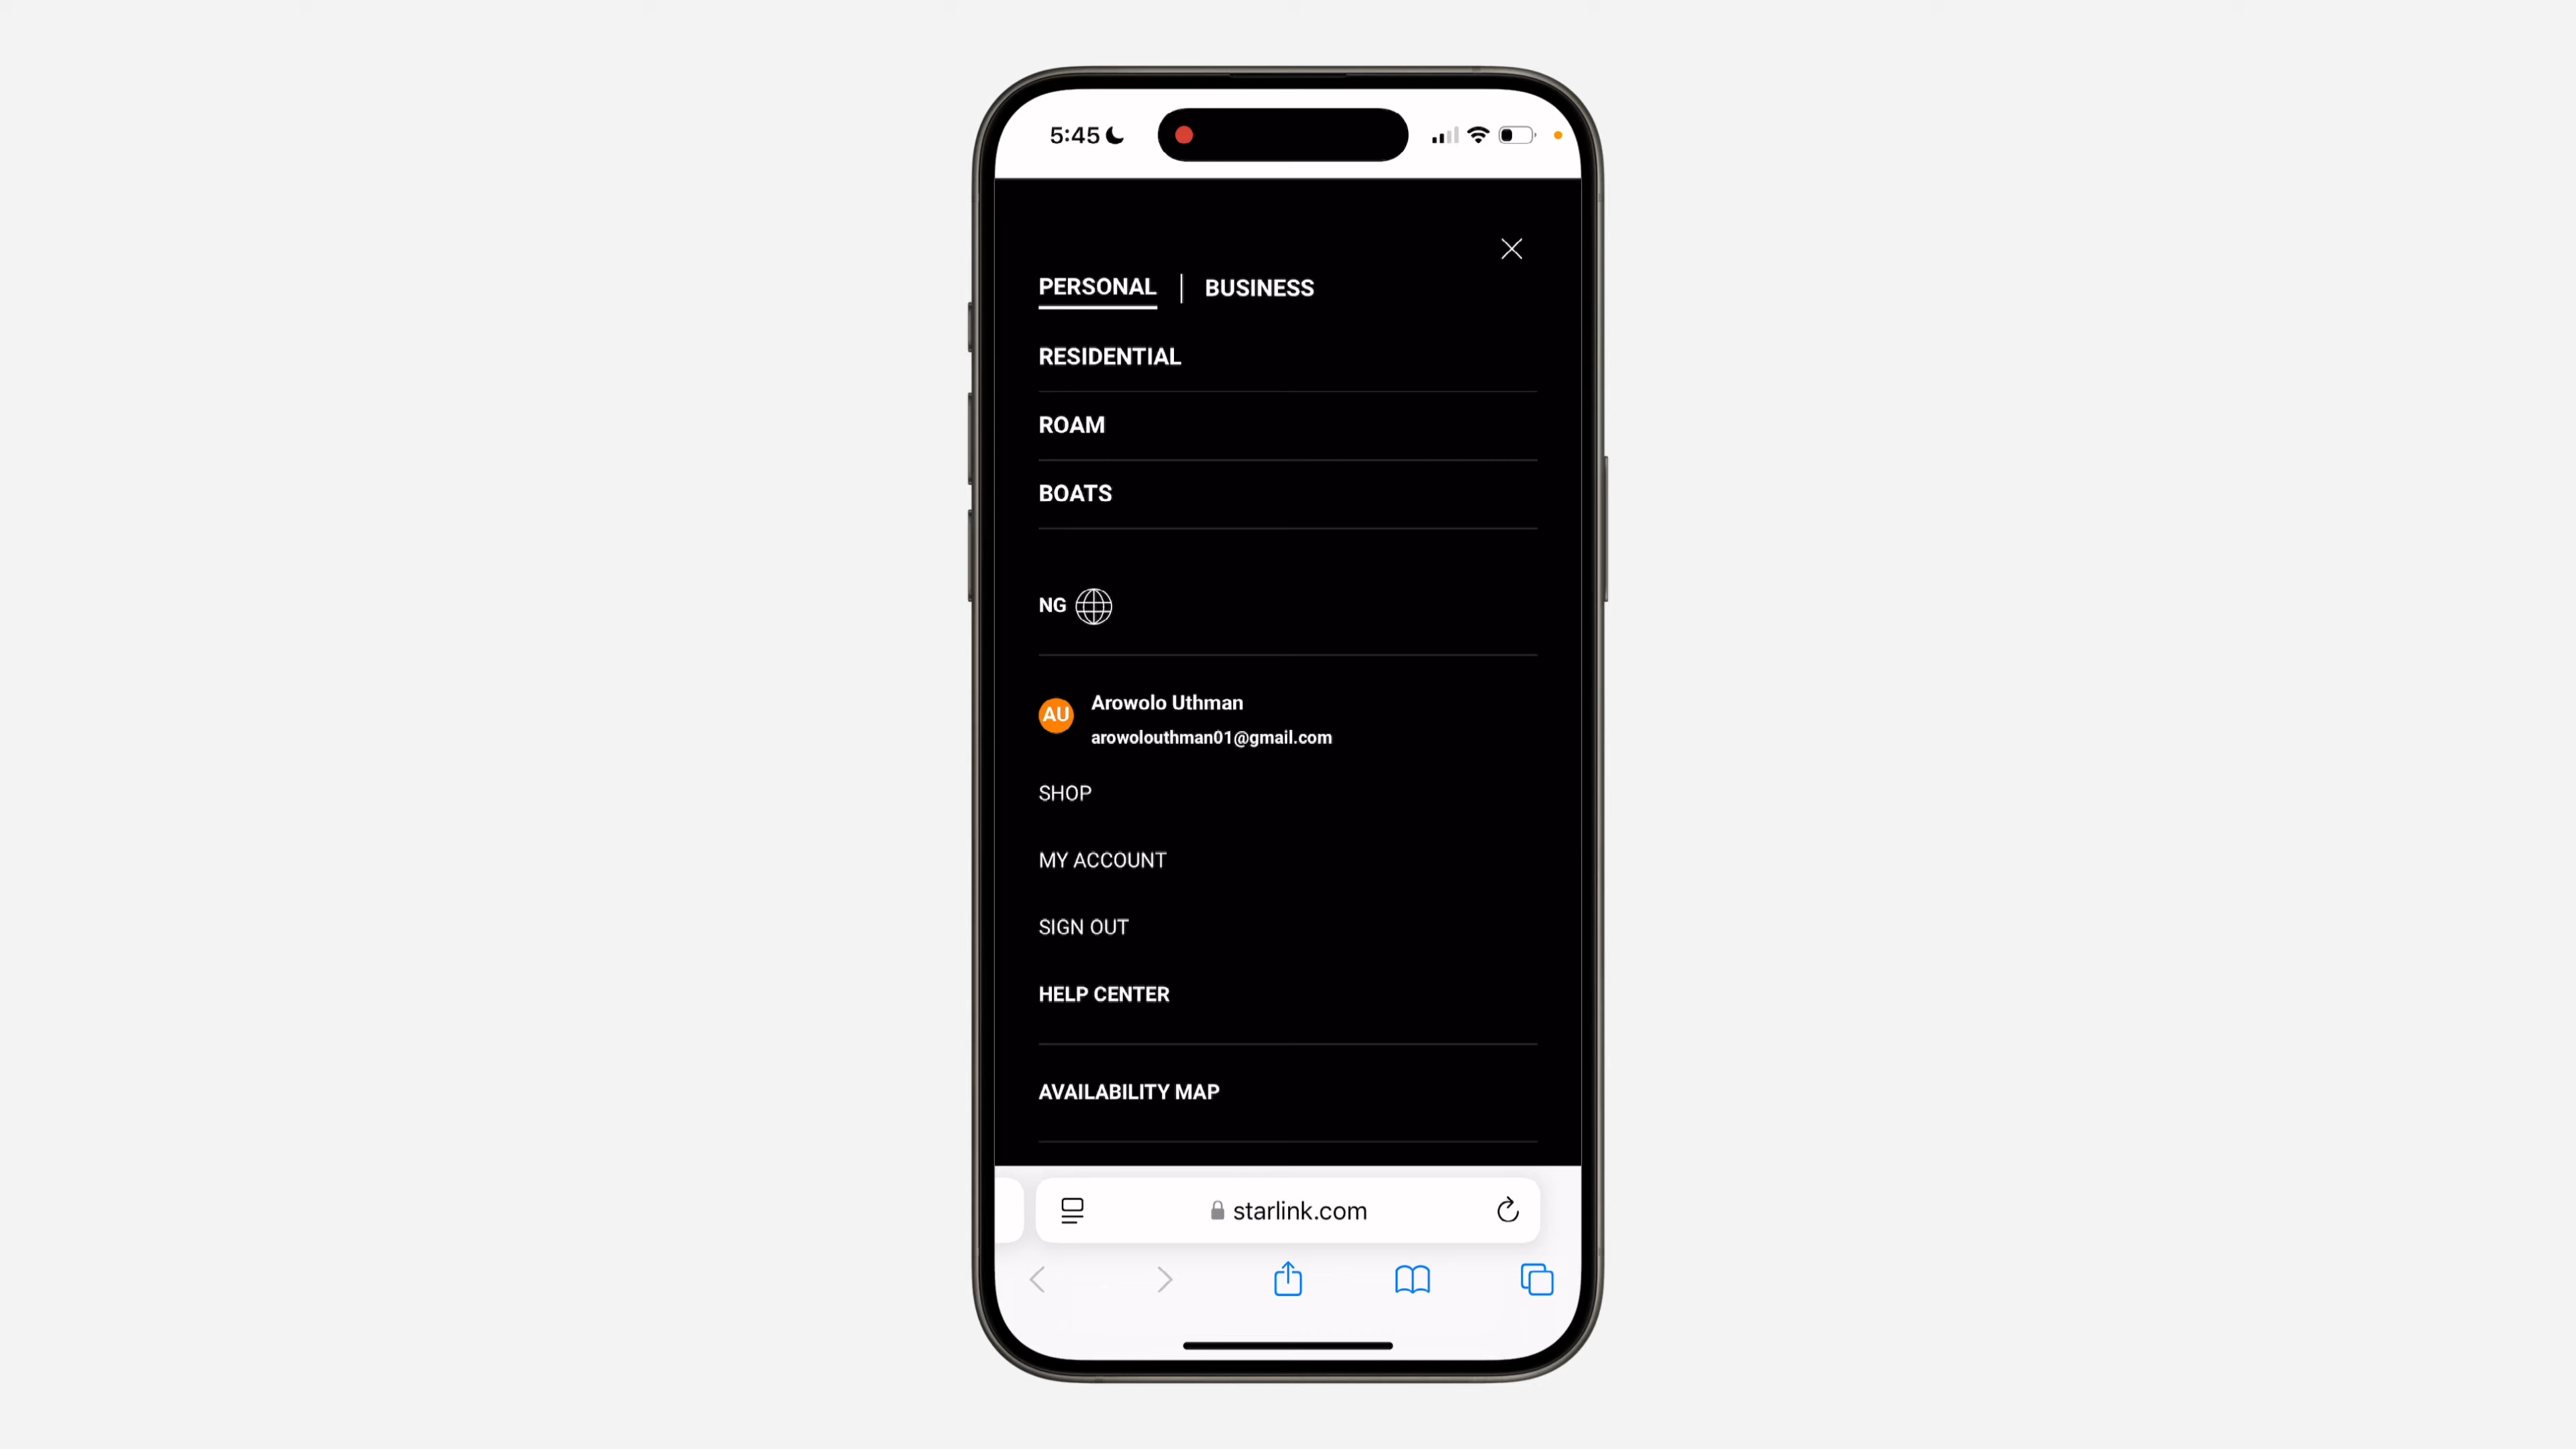 5:45
PERSONAL | BUSINESS
RESIDENTIAL
ROAM
BOATS
NG
AU
Arowolo Uthman
arowolouthman01@gmail.com
SHOP
MY ACCOUNT
SIGN OUT
HELP CENTER
AVAILABILITY MAP
starlink.com